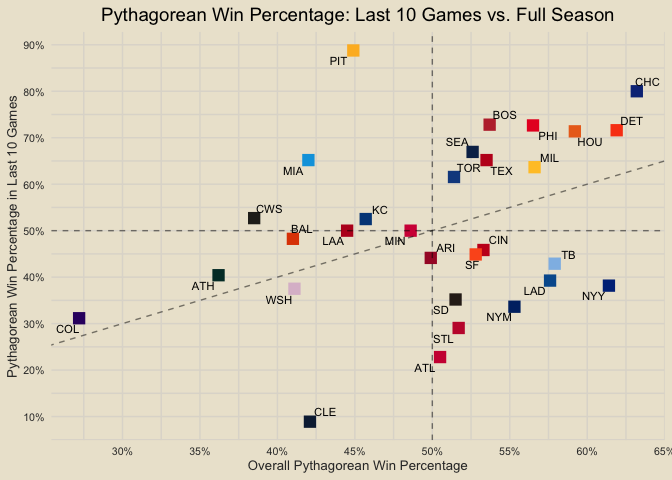 Pythagorean Win Percentage: Last 10 Games vs. Full Season
Pythagorean Win Percentage in Last 10 Games
90%
80%
70%
60%
50%
40%
30%
20%
10%
PIT
CHC
BOS
DET
PHI
HOU
SEA
MIL
TOR
TEX
MIA
CWS
KC
BAL
LAA
MIN
CIN
ARI
SF
TB
ATH
WSH
LAD
NYY
SD
NYM
COL
STL
ATL
CLE
30%
35%
40%
45%
50%
55%
60%
65%
Overall Pythagorean Win Percentage